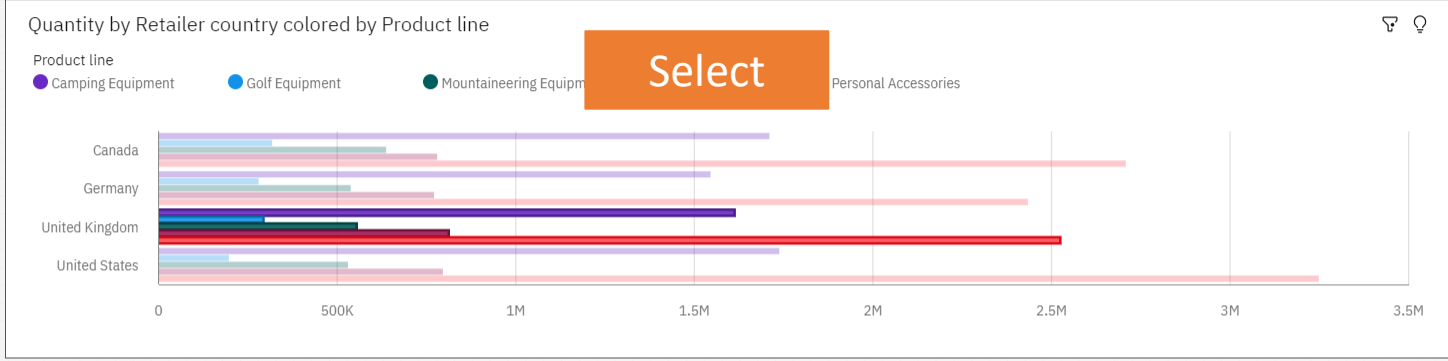 Quantity by Retailer country colored by Product line
Select
Product line
Camping Equipment Golf Equipment Mountaineering Personal Accessories
Canada
Germany
United Kingdom
United States
0 500K 1M 1.5M 2M 2.5M 3M 3.5M